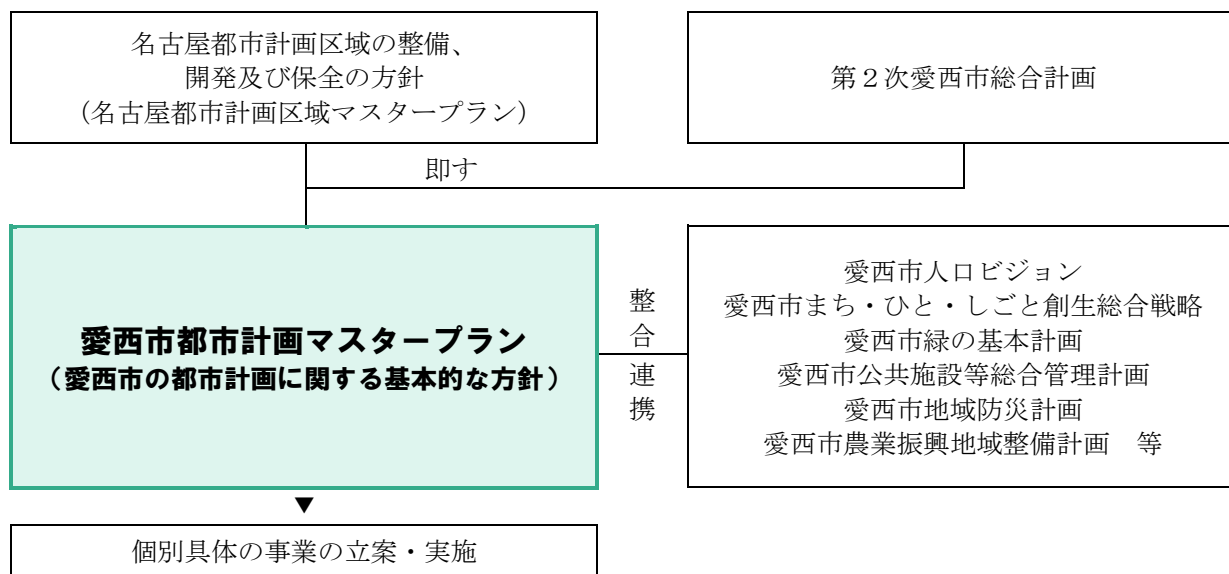 名古屋都市計画区域の整備、
開発及び保全の方針
（名古屋都市計画区域マスタープラン）
第２次愛西市総合計画
即す
愛西市都市計画マスタープラン
（愛西市の都市計画に関する基本的な方針）
整合
連携
愛西市人口ビジョン
愛西市まち・ひと・しごと創生総合戦略
愛西市緑の基本計画
愛西市公共施設等総合管理計画
愛西市地域防災計画
愛西市農業振興地域整備計画　等
▼
個別具体の事業の立案・実施